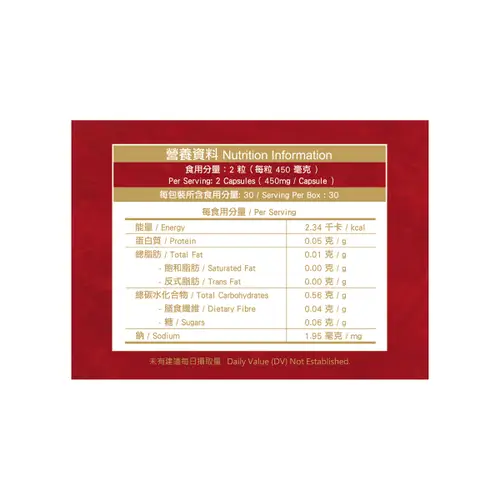 營養資料 Nutrition Information
食用分量：2 粒 ( 每粒 450 毫克 )
Per Serving: 2 Capsules ( 450mg / Capsule )
每包裝所含食用分量: 30 / Serving Per Box : 30
每食用分量 / Per Serving
能量 / Energy 2.34 千卡 / kcal
蛋白質 / Protein 0.05 克 / g
總脂肪 / Total Fat 0.01 克 / g
- 飽和脂肪 / Saturated Fat 0.00 克 / g
- 反式脂肪 / Trans Fat 0.00 克 / g
總碳水化合物 / Total Carbohydrates 0.56 克 / g
- 膳食纖維 / Dietary Fibre 0.04 克 / g
- 糖 / Sugars 0.06 克 / g
鈉 / Sodium 1.95 毫克 / mg
未有建議每日攝取量 Daily Value (DV) Not Established.